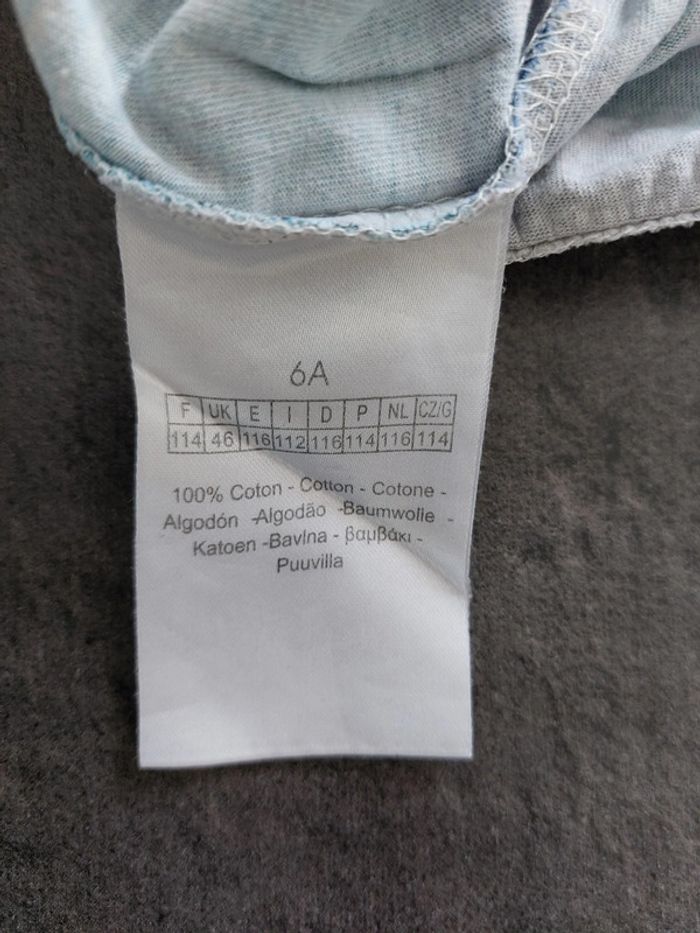 6A
F UK E I D P NL CZ/G
114 46 116 112 116 114 116 114
100% Coton - Cotton - Cotone -
Algodón -Algodão -Baumwolle -
Katoen -Bavlna - βαμβάκι -
Puuvilla